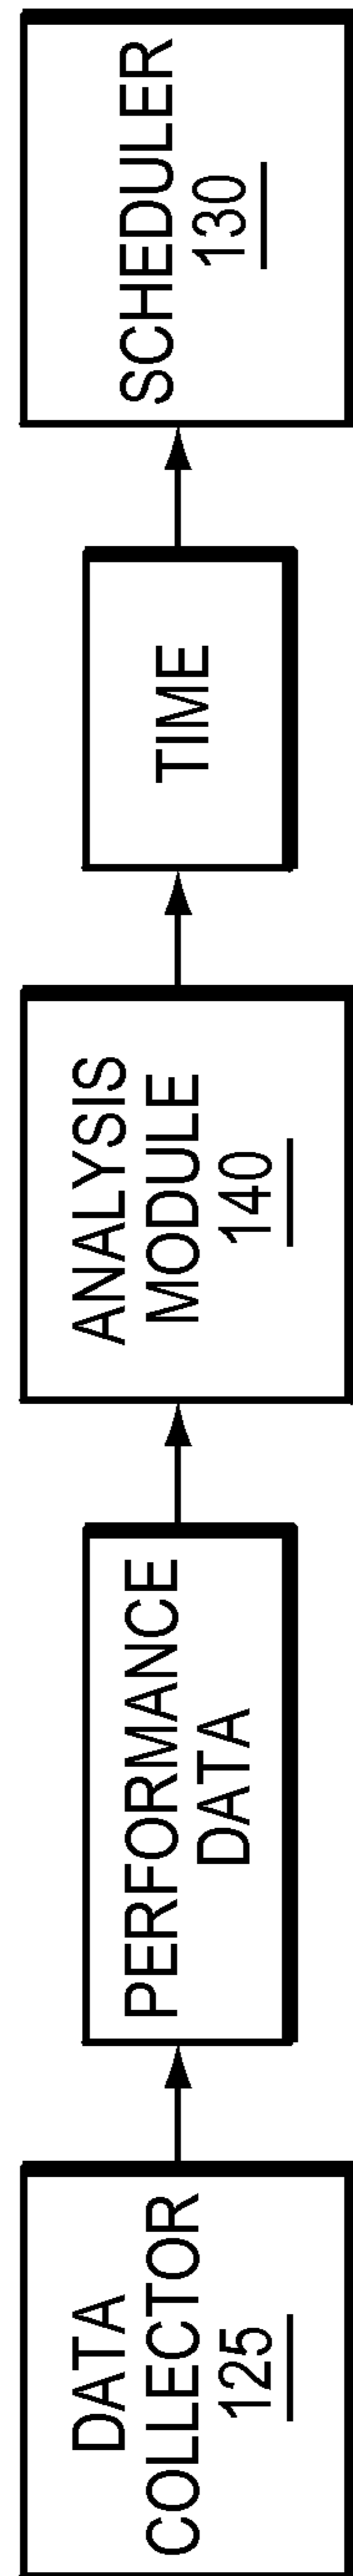 DATA
COLLECTOR
125
PERFORMANCE
DATA
ANALYSIS
MODULE
140
TIME
SCHEDULER
130